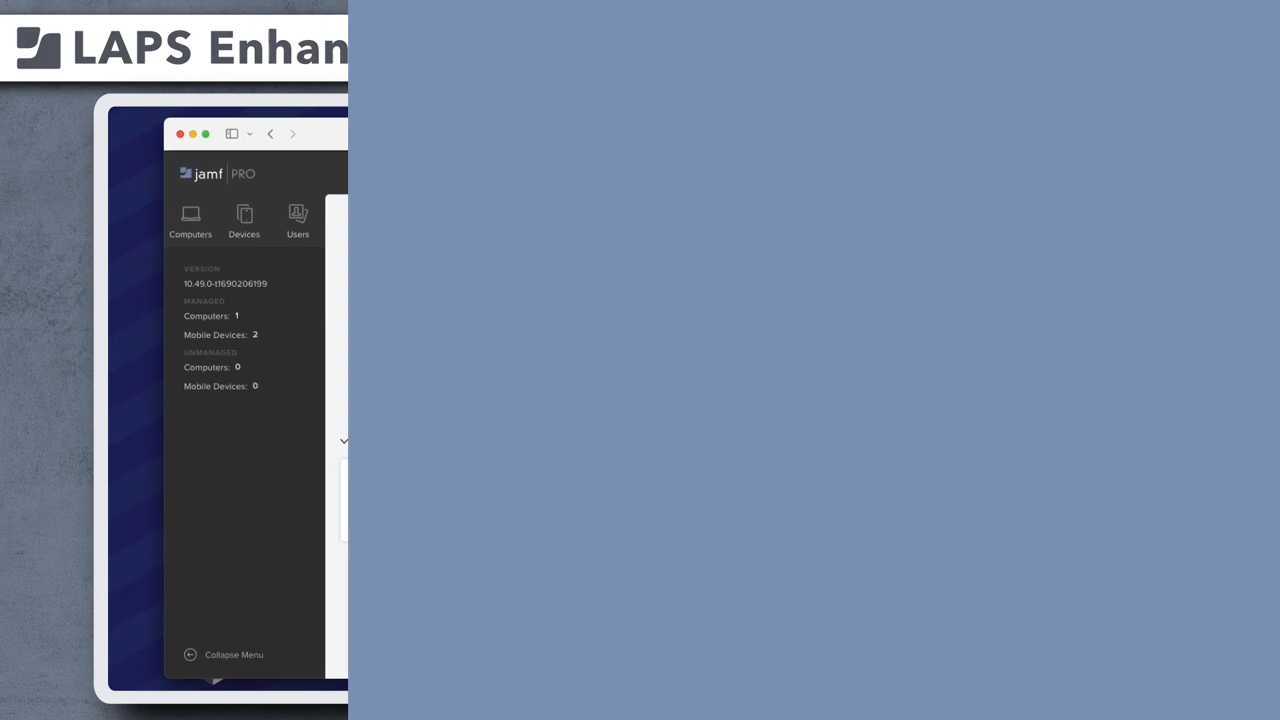 LAPS Enhan
jamf PRO
Computers Devices Users
VERSION
10.49.0-t1690206199
MANAGED
Computers: 1
Mobile Devices: 2
UNMANAGED
Computers: 0
Mobile Devices: 0
Collapse Menu